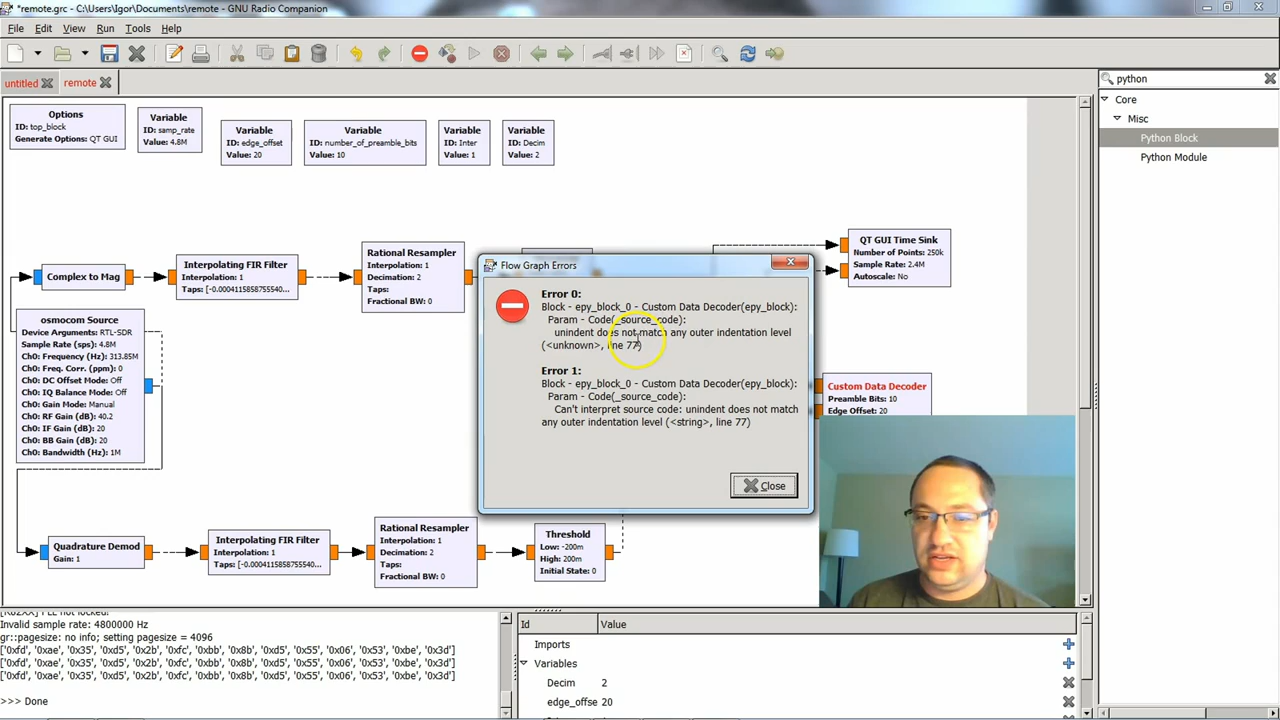 *remote.grc - C:\Users\Igor\Documents\remote - GNU Radio Companion
File Edit View Run Tools Help
untitled remote
python
Core
Misc
Python Block
Python Module
Options
ID: top_block
Generate Options: QT GUI
Variable
ID: samp_rate
Value: 4.8M
Variable
ID: edge_offset
Value: 20
Variable
ID: number_of_preamble_bits
Value: 10
Variable
ID: Inter
Value: 1
Variable
ID: Decim
Value: 2
Complex to Mag
Interpolating FIR Filter
Interpolation: 1
Taps: [-0.0004115858755540...
Rational Resampler
Interpolation: 1
Decimation: 2
Taps:
Fractional BW: 0
QT GUI Time Sink
Number of Points: 250k
Sample Rate: 2.4M
Autoscale: No
osmocom Source
Device Arguments: RTL-SDR
Sample Rate (sps): 4.8M
Ch0: Frequency (Hz): 313.85M
Ch0: Freq. Corr. (ppm): 0
Ch0: DC Offset Mode: Off
Ch0: IQ Balance Mode: Off
Ch0: Gain Mode: Manual
Ch0: RF Gain (dB): 40.2
Ch0: IF Gain (dB): 20
Ch0: BB Gain (dB): 20
Ch0: Bandwidth (Hz): 1M
Flow Graph Errors
Error 0:
Block - epy_block_0 - Custom Data Decoder(epy_block):
Param - Code(_source_code):
unindent does not match any outer indentation level
(<unknown>, line 77)
Error 1:
Block - epy_block_0 - Custom Data Decoder(epy_block):
Param - Code(_source_code):
Can't interpret source code: unindent does not match
any outer indentation level (<string>, line 77)
Close
Custom Data Decoder
Preamble Bits: 10
Edge Offset: 20
Quadrature Demod
Gain: 1
Interpolating FIR Filter
Interpolation: 1
Taps: [-0.0004115858755540...
Rational Resampler
Interpolation: 1
Decimation: 2
Taps:
Fractional BW: 0
Threshold
Low: -200m
High: 200m
Initial State: 0
[R82XX] PLL not locked!
Invalid sample rate: 4800000 Hz
gr::pagesize: no info; setting pagesize = 4096
['0xfd', '0xae', '0x35', '0xd5', '0x2b', '0xfc', '0xbb', '0x8b', '0xd5', '0x55', '0x06', '0x53', '0xbe', '0x3d']
['0xfd', '0xae', '0x35', '0xd5', '0x2b', '0xfc', '0xbb', '0x8b', '0xd5', '0x55', '0x06', '0x53', '0xbe', '0x3d']
['0xfd', '0xae', '0x35', '0xd5', '0x2b', '0xfc', '0xbb', '0x8b', '0xd5', '0x55', '0x06', '0x53', '0xbe', '0x3d']
>>> Done
Id Value
Imports
Variables
Decim 2
edge_offse 20